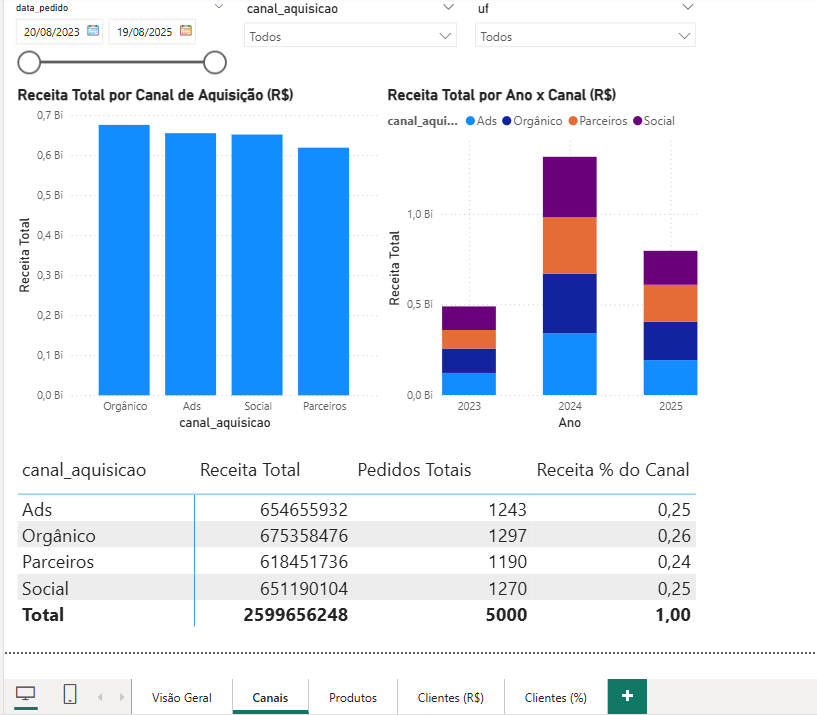 data_pedido
canal_aquisicao
uf
20/08/2023
19/08/2025
Todos
Todos
Receita Total por Canal de Aquisição (R$)
Receita Total por Ano x Canal (R$)
canal_aqui...
Ads
Orgânico
Parceiros
Social
0,7 Bi
0,6 Bi
0,5 Bi
0,4 Bi
0,3 Bi
0,2 Bi
0,1 Bi
0,0 Bi
Receita Total
Orgânico
Ads
Social
Parceiros
canal_aquisicao
1,0 Bi
0,5 Bi
0,0 Bi
Receita Total
2023
2024
2025
Ano
canal_aquisicao Receita Total Pedidos Totais Receita % do Canal
Ads 654655932 1243 0,25
Orgânico 675358476 1297 0,26
Parceiros 618451736 1190 0,24
Social 651190104 1270 0,25
Total 2599656248 5000 1,00
Visão Geral
Canais
Produtos
Clientes (R$)
Clientes (%)
+